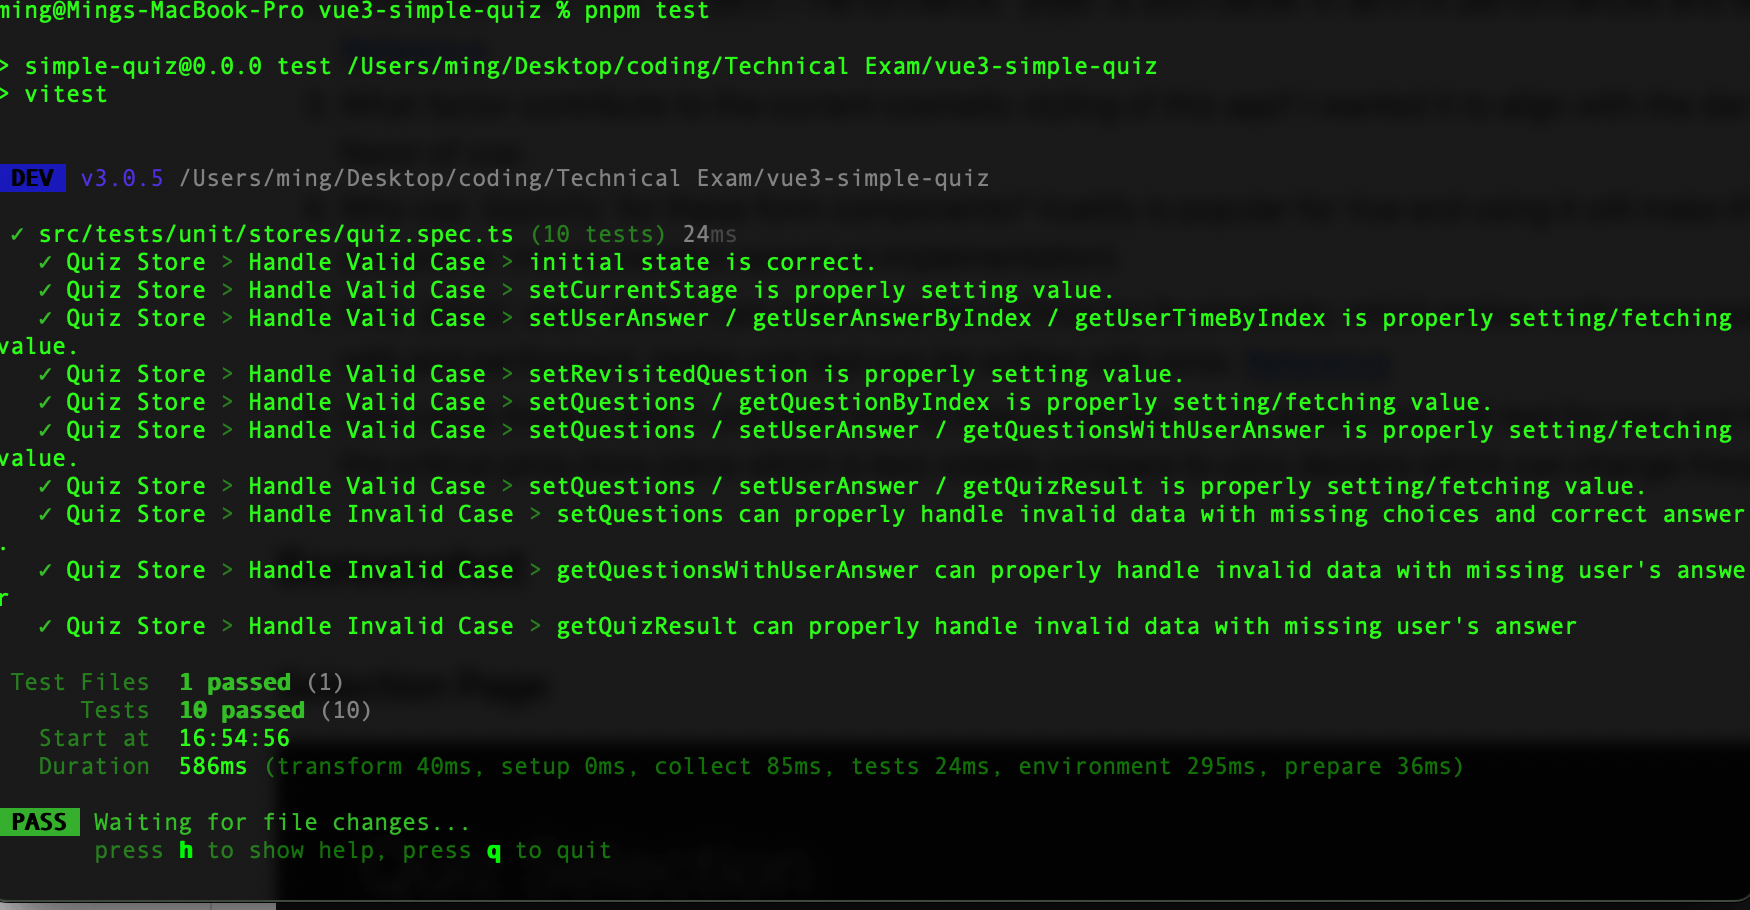 ming@Mings-MacBook-Pro vue3-simple-quiz % pnpm test
> simple-quiz@0.0.0 test /Users/ming/Desktop/coding/Technical Exam/vue3-simple-quiz
> vitest
DEV v3.0.5 /Users/ming/Desktop/coding/Technical Exam/vue3-simple-quiz
✓ src/tests/unit/stores/quiz.spec.ts (10 tests) 24ms
✓ Quiz Store > Handle Valid Case > initial state is correct.
✓ Quiz Store > Handle Valid Case > setCurrentStage is properly setting value.
✓ Quiz Store > Handle Valid Case > setUserAnswer / getUserAnswerByIndex / getUserTimeByIndex is properly setting/fetching
value.
✓ Quiz Store > Handle Valid Case > setRevisitedQuestion is properly setting value.
✓ Quiz Store > Handle Valid Case > setQuestions / getQuestionByIndex is properly setting/fetching value.
✓ Quiz Store > Handle Valid Case > setQuestions / setUserAnswer / getQuestionsWithUserAnswer is properly setting/fetching
value.
✓ Quiz Store > Handle Valid Case > setQuestions / setUserAnswer / getQuizResult is properly setting/fetching value.
✓ Quiz Store > Handle Invalid Case > setQuestions can properly handle invalid data with missing choices and correct answer
.
✓ Quiz Store > Handle Invalid Case > getQuestionsWithUserAnswer can properly handle invalid data with missing user's answe
r
✓ Quiz Store > Handle Invalid Case > getQuizResult can properly handle invalid data with missing user's answer
Test Files 1 passed (1)
Tests 10 passed (10)
Start at 16:54:56
Duration 586ms (transform 40ms, setup 0ms, collect 85ms, tests 24ms, environment 295ms, prepare 36ms)
PASS Waiting for file changes...
press h to show help, press q to quit